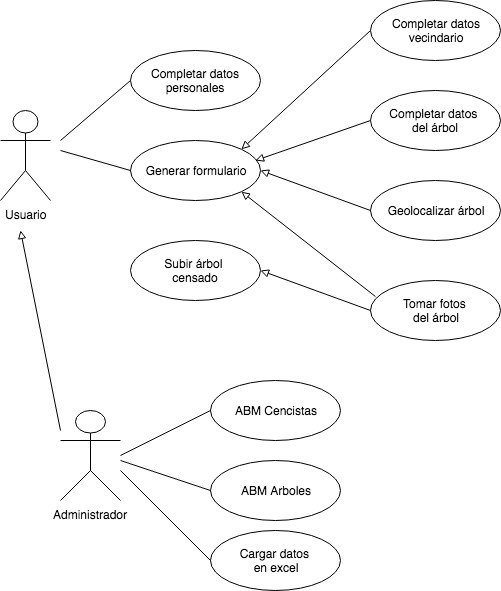 Completar datos
vecindario
Completar datos
personales
Completar datos
del árbol
Generar formulario
Usuario
Geolocalizar árbol
Subir árbol
censado
Tomar fotos
del árbol
ABM Cencistas
ABM Arboles
Administrador
Cargar datos
en excel